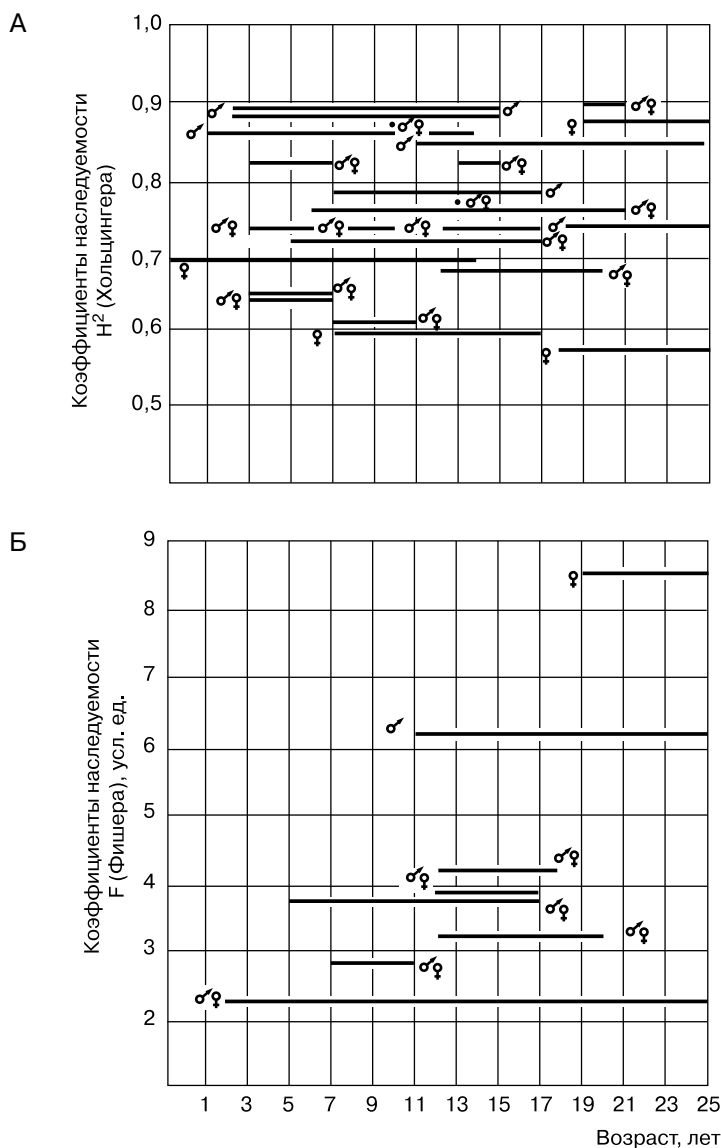 А
Коэффициенты наследуемости
H² (Хольцингера)
1,0
0,9
0,8
0,7
0,6
0,5
Б
Коэффициенты наследуемости
F (Фишера), усл. ед.
9
8
7
6
5
4
3
2
1 3 5 7 9 11 13 15 17 19 21 23 25
Возраст, лет